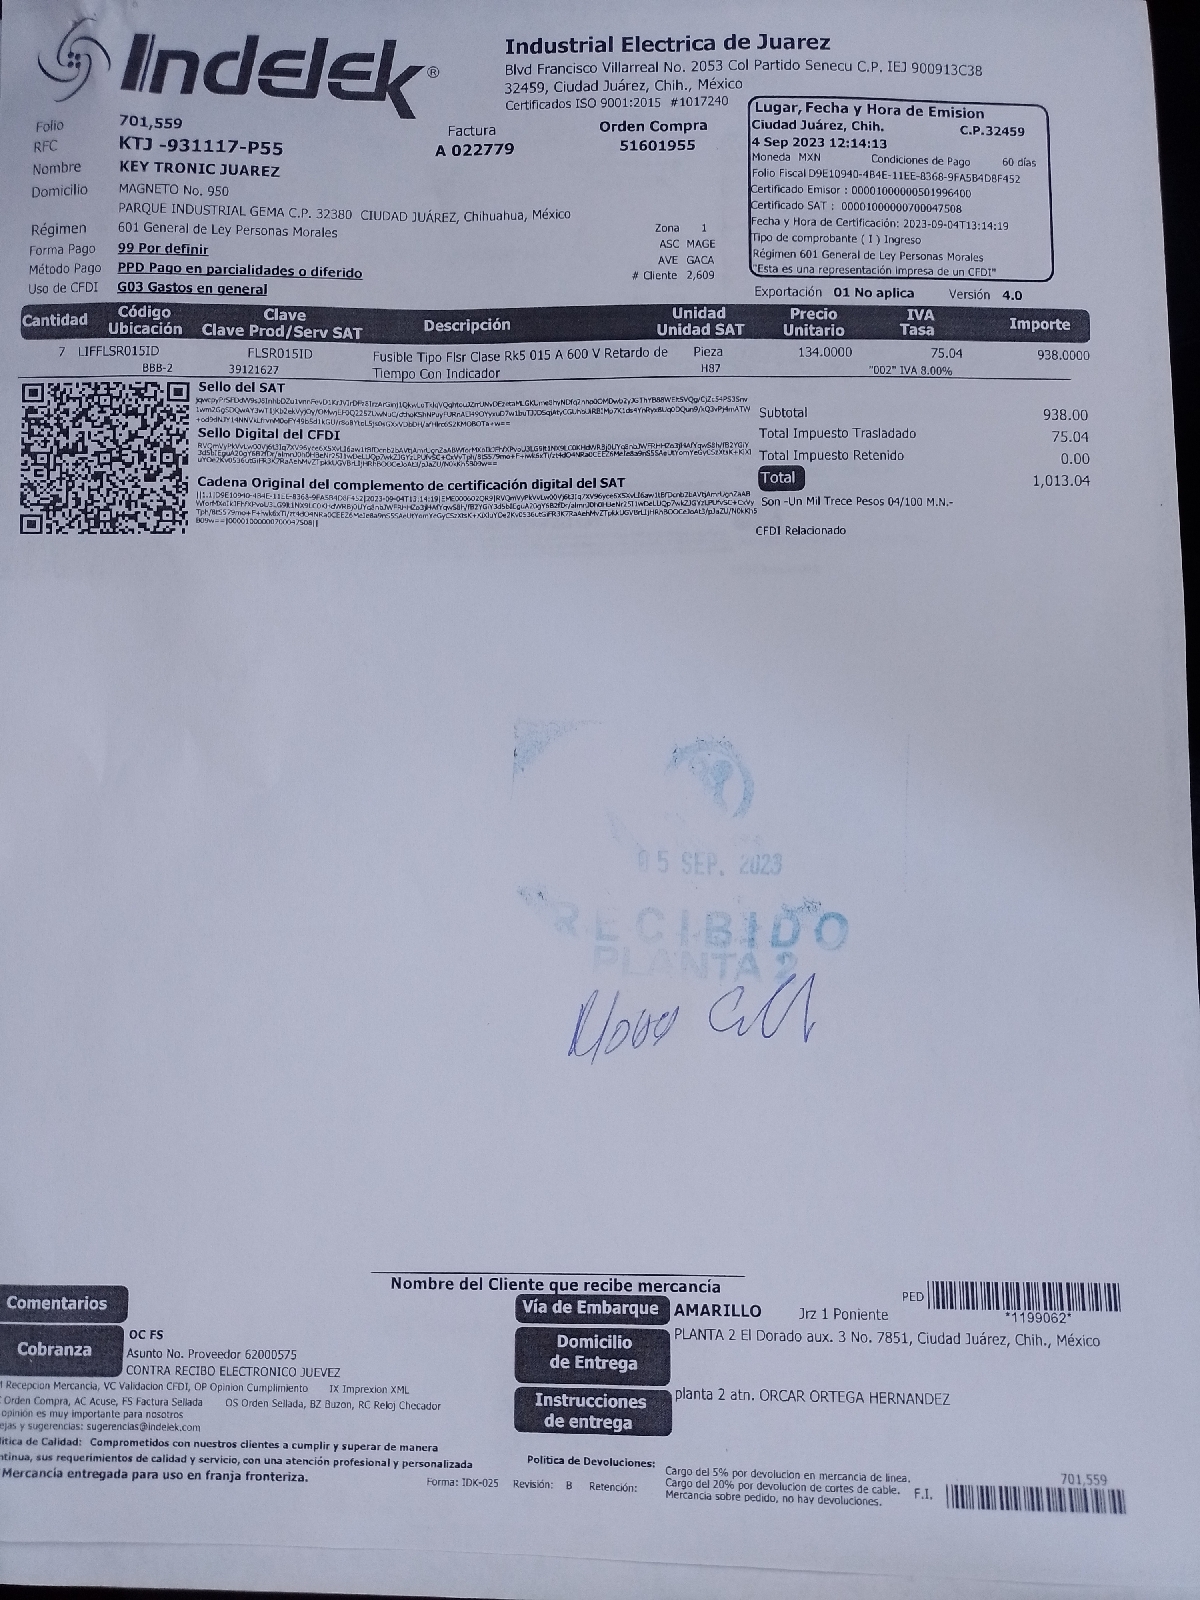 Indelek®
Industrial Electrica de Juarez
Blvd Francisco Villarreal No. 2053 Col Partido Senecu C.P. IEJ 900913C38
32459, Ciudad Juárez, Chih., México
Certificados ISO 9001:2015 #1017240
Folio 701,559
RFC KTJ -931117-P55
Nombre KEY TRONIC JUAREZ
Domicilio MAGNETO No. 950
PARQUE INDUSTRIAL GEMA C.P. 32380 CIUDAD JUÁREZ, Chihuahua, México
Régimen 601 General de Ley Personas Morales
Forma Pago 99 Por definir
Método Pago PPD Pago en parcialidades o diferido
Uso de CFDI G03 Gastos en general
Factura
A 022779
Orden Compra
51601955
Zona 1
ASC MAGE
AVE GACA
# Cliente 2,609
Lugar, Fecha y Hora de Emision
Ciudad Juárez, Chih. C.P.32459
4 Sep 2023 12:14:13
Moneda MXN Condiciones de Pago 60 días
Folio Fiscal D9E10940-4B4E-11EE-8368-9FA5B4D8F452
Certificado Emisor : 00001000000501996400
Certificado SAT : 00001000000700047508
Fecha y Hora de Certificación: 2023-09-04T13:14:19
Tipo de comprobante ( I ) Ingreso
Régimen 601 General de Ley Personas Morales
"Esta es una representación impresa de un CFDI"
Exportación 01 No aplica Versión 4.0
Cantidad Código Ubicación Clave Clave Prod/Serv SAT Descripción Unidad Unidad SAT Precio Unitario IVA Tasa Importe
7 LIFFLSR015ID FLSR015ID Fusible Tipo Flsr Clase Rk5 015 A 600 V Retardo de Pieza 134.0000 75.04 938.0000
BBB-2 39121627 Tiempo Con Indicador H87 "002" IVA 8.00%
Sello del SAT
Sello Digital del CFDI
Cadena Original del complemento de certificación digital del SAT
Subtotal 938.00
Total Impuesto Trasladado 75.04
Total Impuesto Retenido 0.00
Total 1,013.04
Son -Un Mil Trece Pesos 04/100 M.N.-
CFDI Relacionado
05 SEP. 2023
RECIBIDO
PLANTA 2
Nombre del Cliente que recibe mercancía
Comentarios
Cobranza
OC FS
Asunto No. Proveedor 62000575
CONTRA RECIBO ELECTRONICO JUEVEZ
Recepcion Mercancia, VC Validacion CFDI, OP Opinion Cumplimiento IX Imprexion XML
Orden Compra, AC Acuse, FS Factura Sellada OS Orden Sellada, BZ Buzon, RC Reloj Checador
opinión es muy importante para nosotros
ejas y sugerencias: sugerencias@indelek.com
ítica de Calidad: Comprometidos con nuestros clientes a cumplir y superar de manera
ntinua, sus requerimientos de calidad y servicio, con una atención profesional y personalizada
Mercancia entregada para uso en franja fronteriza.
Forma: IDK-025 Revisión: B Retención:
Vía de Embarque AMARILLO Jrz 1 Poniente
PED
*1199062*
Domicilio de Entrega PLANTA 2 El Dorado aux. 3 No. 7851, Ciudad Juárez, Chih., México
Instrucciones de entrega planta 2 atn. ORCAR ORTEGA HERNANDEZ
Politica de Devoluciones:
Cargo del 5% por devolucion en mercancia de linea.
Cargo del 20% por devolucion de cortes de cable.
Mercancia sobre pedido, no hay devoluciones.
F.I.
701,559